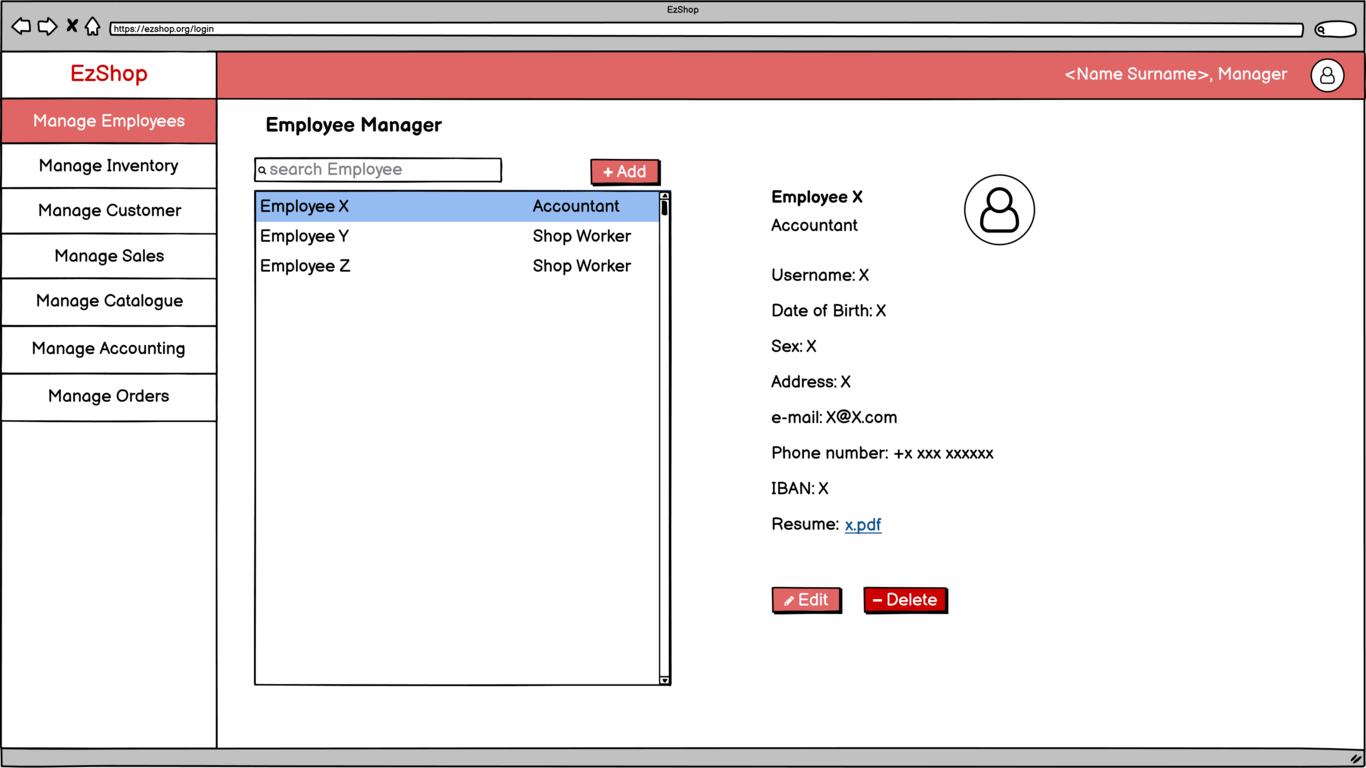 EzShop
https://ezshop.org/login
EzShop
<Name Surname>, Manager
Manage Employees
Manage Inventory
Manage Customer
Manage Sales
Manage Catalogue
Manage Accounting
Manage Orders
Employee Manager
search Employee
+ Add
Employee X Accountant
Employee Y Shop Worker
Employee Z Shop Worker
Employee X
Accountant
Username: X
Date of Birth: X
Sex: X
Address: X
e-mail: X@X.com
Phone number: +x xxx xxxxxx
IBAN: X
Resume: x.pdf
Edit
− Delete